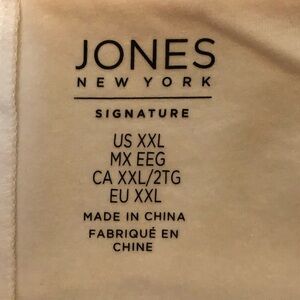 JONES
NEW YORK
SIGNATURE
US XXL
MX EEG
CA XXL/2TG
EU XXL
MADE IN CHINA
FABRIQUÉ EN
CHINE